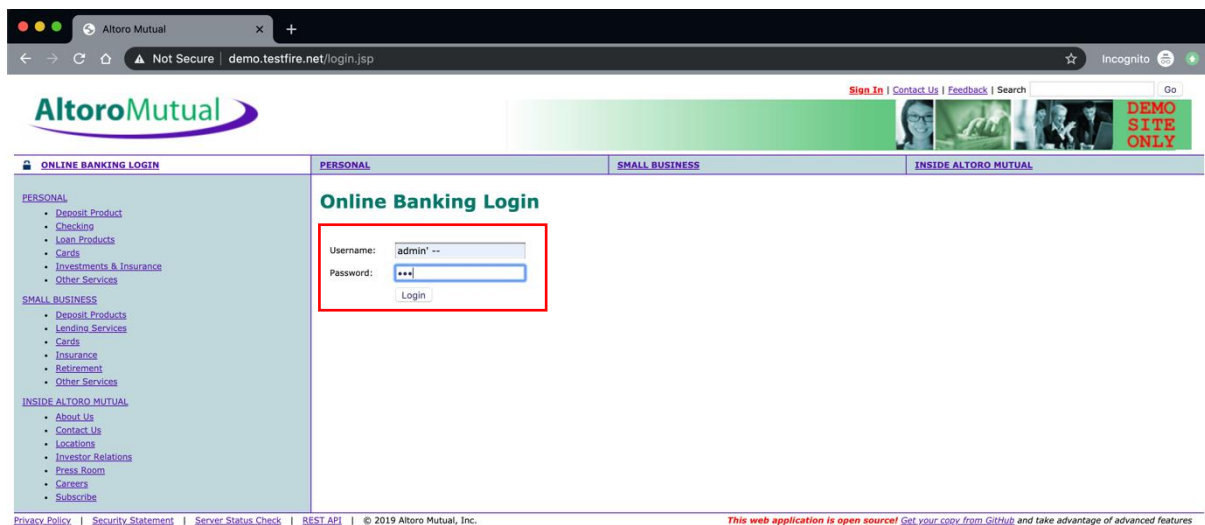 Altoro Mutual × +
Not Secure | demo.testfire.net/login.jsp Incognito
Sign In | Contact Us | Feedback | Search Go
AltoroMutual
DEMO
SITE
ONLY
ONLINE BANKING LOGIN PERSONAL SMALL BUSINESS INSIDE ALTORO MUTUAL
PERSONAL
• Deposit Product
• Checking
• Loan Products
• Cards
• Investments & Insurance
• Other Services
SMALL BUSINESS
• Deposit Products
• Lending Services
• Cards
• Insurance
• Retirement
• Other Services
INSIDE ALTORO MUTUAL
• About Us
• Contact Us
• Locations
• Investor Relations
• Press Room
• Careers
• Subscribe
Online Banking Login
Username: admin' --
Password: •••
Login
Privacy Policy | Security Statement | Server Status Check | REST API | © 2019 Altoro Mutual, Inc. This web application is open source! Get your copy from GitHub and take advantage of advanced features